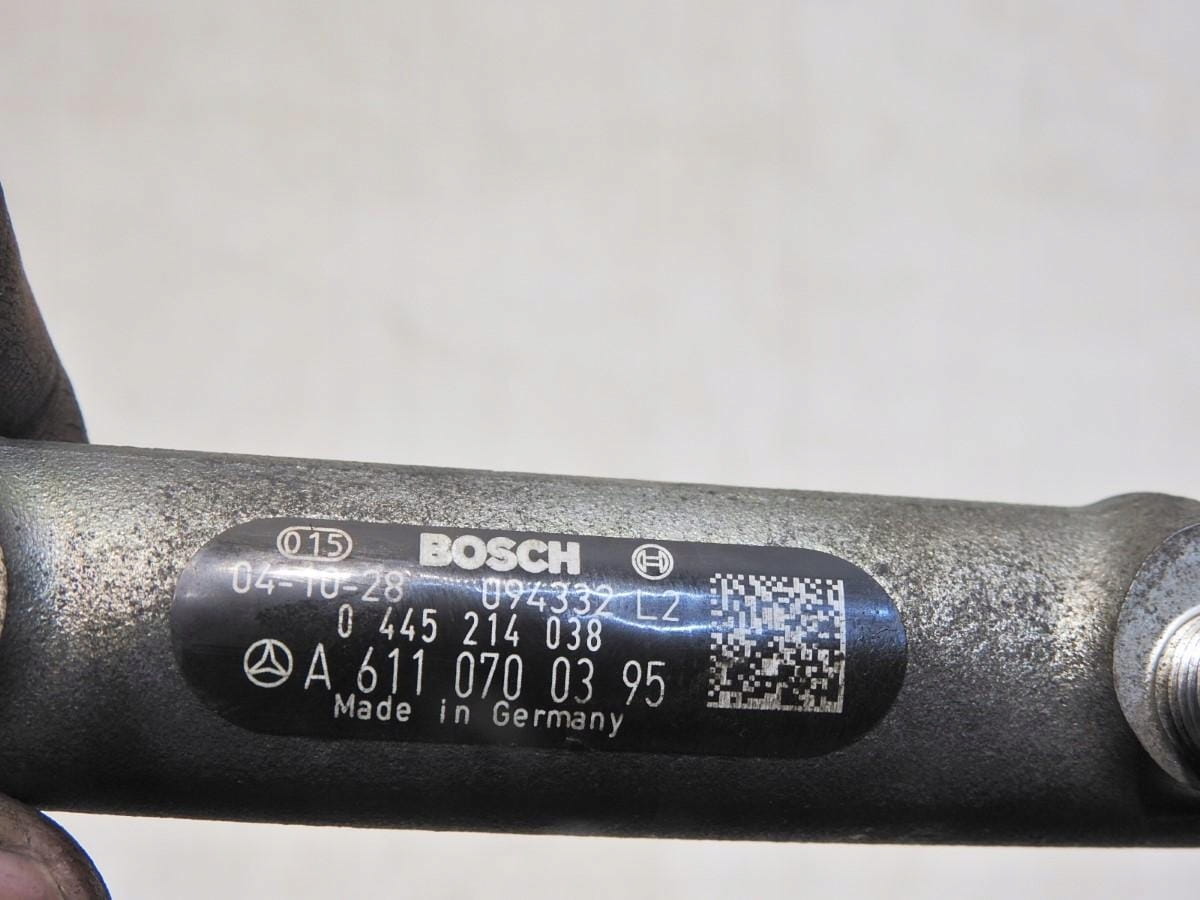 015 BOSCH
04-10-28 094332 L2
0 445 214 038
A 611 070 03 95
Made in Germany